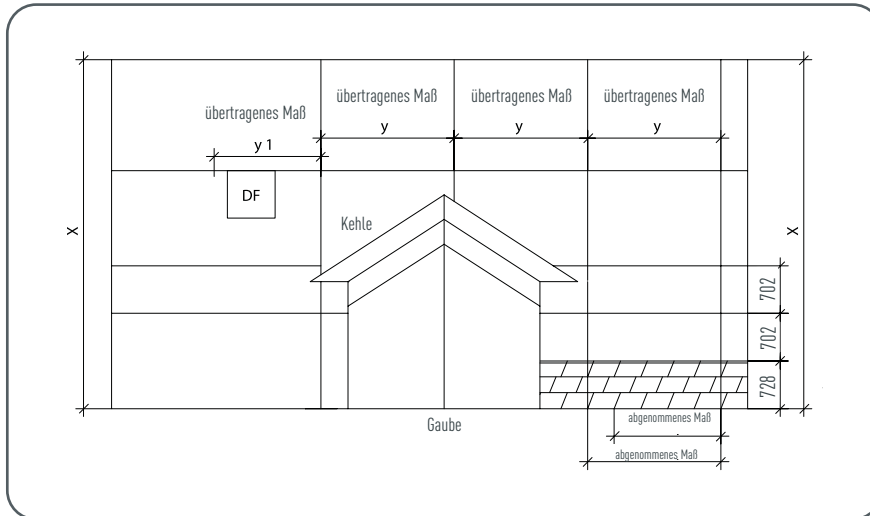 übertragenes Maß
übertragenes Maß
übertragenes Maß
übertragenes Maß
y
y
y
y 1
DF
Kehle
X
X
702
702
728
abgenommenes Maß
Gaube
abgenommenes Maß